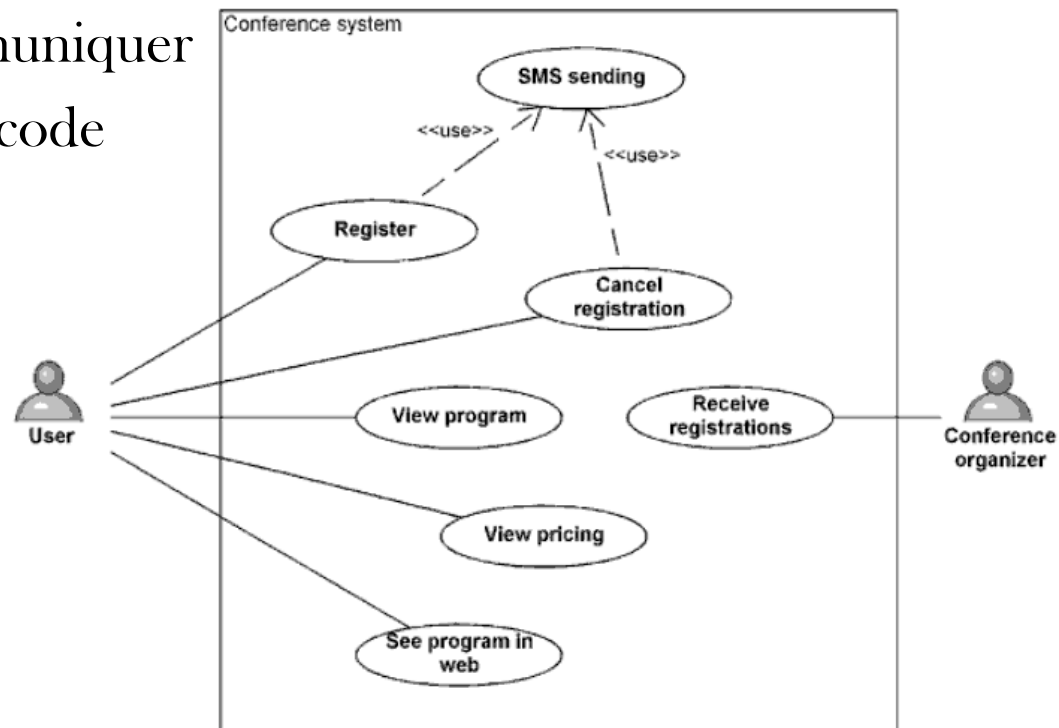 muniquer
code
Conference system
SMS sending
<<use>>
<<use>>
Register
Cancel
registration
View program
Receive
registrations
User
Conference
organizer
View pricing
See program in
web